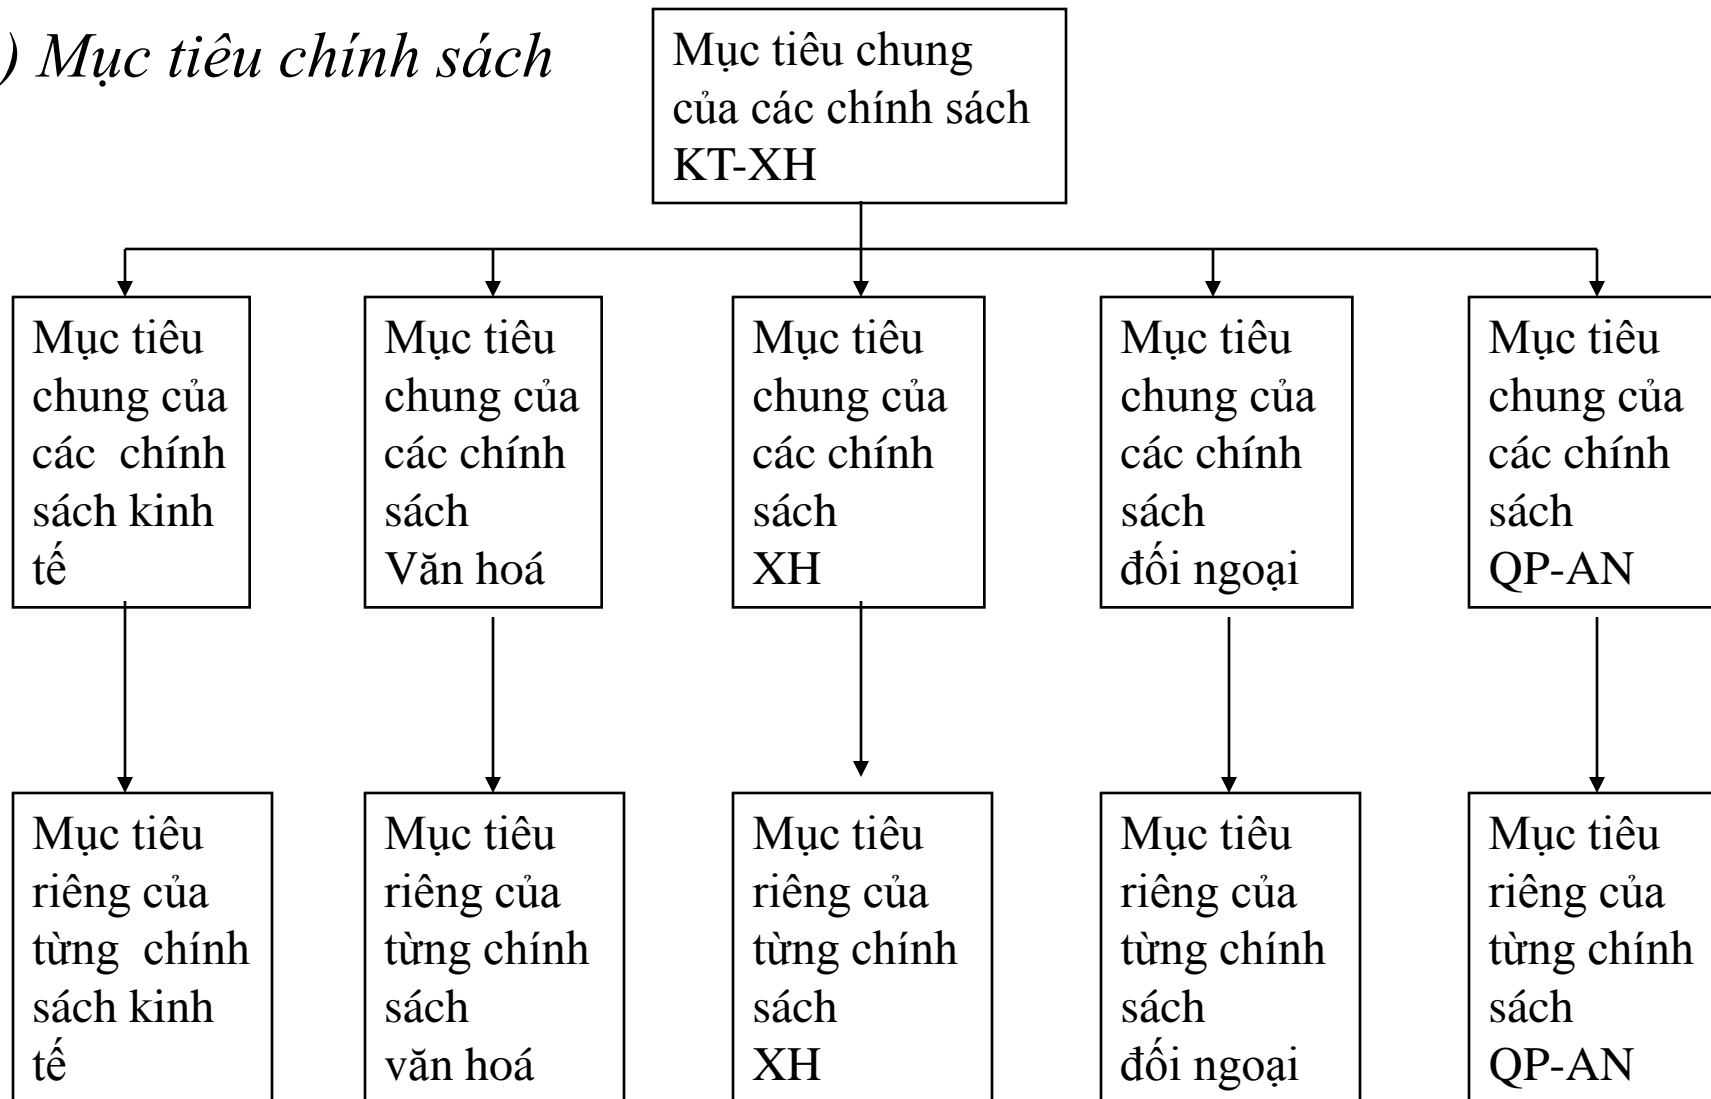 ) Mục tiêu chính sách
Mục tiêu chung
của các chính sách
KT-XH
Mục tiêu
chung của
các chính
sách kinh
tế
Mục tiêu
chung của
các chính
sách
Văn hoá
Mục tiêu
chung của
các chính
sách
XH
Mục tiêu
chung của
các chính
sách
đối ngoại
Mục tiêu
chung của
các chính
sách
QP-AN
Mục tiêu
riêng của
từng chính
sách kinh
tế
Mục tiêu
riêng của
từng chính
sách
văn hoá
Mục tiêu
riêng của
từng chính
sách
XH
Mục tiêu
riêng của
từng chính
sách
đối ngoại
Mục tiêu
riêng của
từng chính
sách
QP-AN